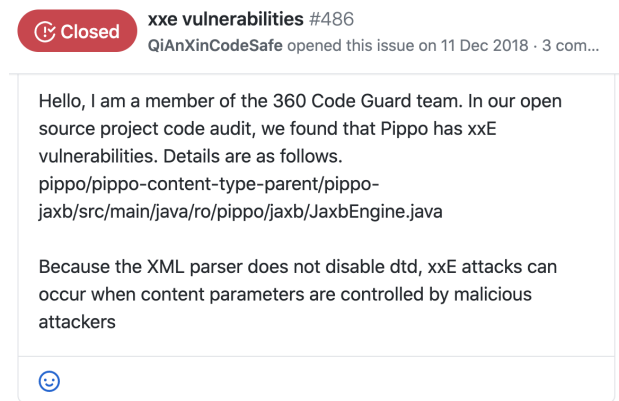 Closed
xxe vulnerabilities #486
QiAnXinCodeSafe opened this issue on 11 Dec 2018 · 3 com...
Hello, I am a member of the 360 Code Guard team. In our open
source project code audit, we found that Pippo has xxE
vulnerabilities. Details are as follows.
pippo/pippo-content-type-parent/pippo-
jaxb/src/main/java/ro/pippo/jaxb/JaxbEngine.java
Because the XML parser does not disable dtd, xxE attacks can
occur when content parameters are controlled by malicious
attackers